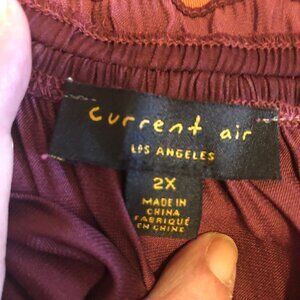 current air
LOS ANGELES
2X
MADE IN
CHINA
FABRIQUÉ
EN CHINE